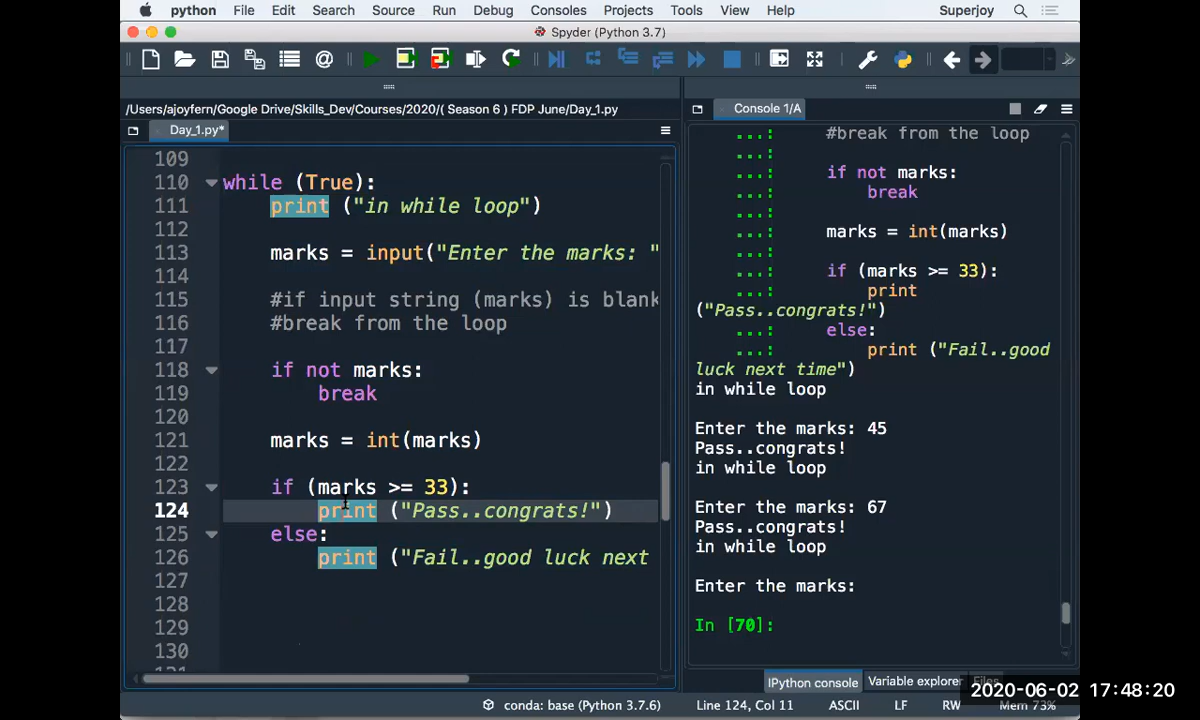 python File Edit Search Source Run Debug Consoles Projects Tools View Help Superjoy
Spyder (Python 3.7)
/Users/ajoyfern/Google Drive/Skills_Dev/Courses/2020/( Season 6 ) FDP June/Day_1.py
Day_1.py*
109
110 while (True):
111 print ("in while loop")
112
113 marks = input("Enter the marks: "
114
115 #if input string (marks) is blank
116 #break from the loop
117
118 if not marks:
119 break
120
121 marks = int(marks)
122
123 if (marks >= 33):
124 print ("Pass..congrats!")
125 else:
126 print ("Fail..good luck next
127
128
129
130
Console 1/A
...: #break from the loop
...:
...: if not marks:
...: break
...:
...: marks = int(marks)
...:
...: if (marks >= 33):
...: print
("Pass..congrats!")
...: else:
...: print ("Fail..good
luck next time")
in while loop
Enter the marks: 45
Pass..congrats!
in while loop
Enter the marks: 67
Pass..congrats!
in while loop
Enter the marks:
In [70]:
IPython console Variable explorer Files
conda: base (Python 3.7.6) Line 124, Col 11 ASCII LF RW Mem 73%
2020-06-02 17:48:20